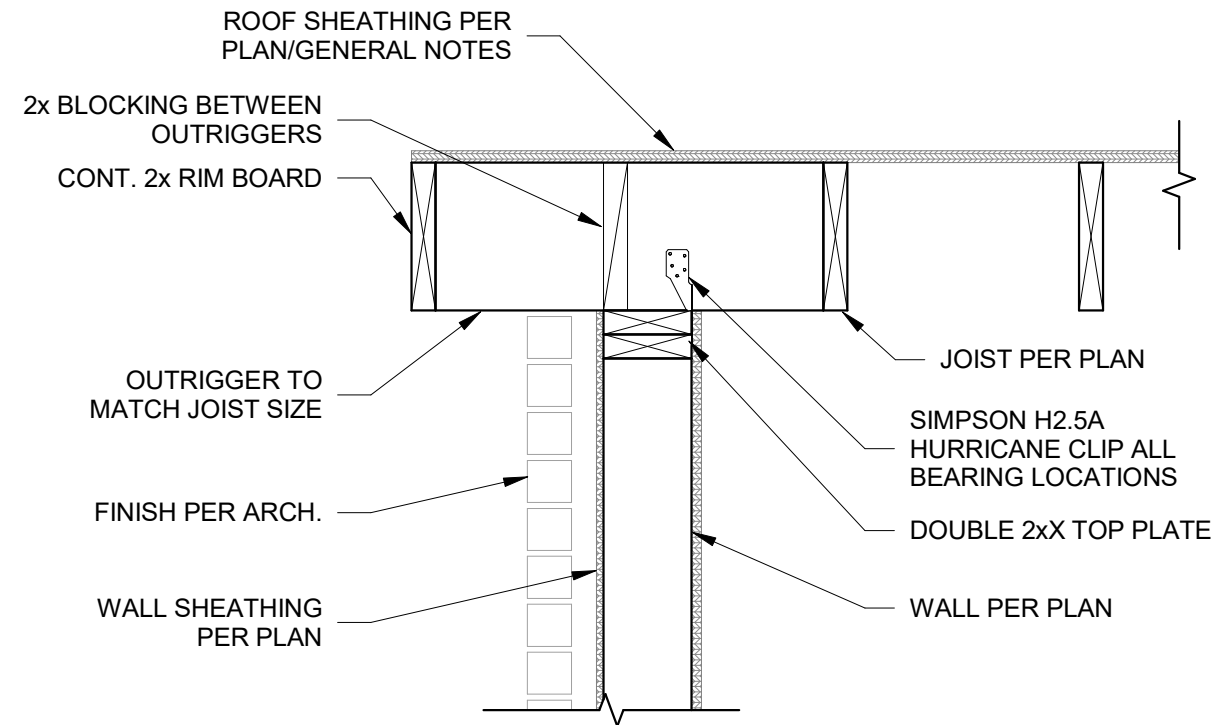 ROOF SHEATHING PER
PLAN/GENERAL NOTES
2x BLOCKING BETWEEN
OUTRIGGERS
CONT. 2x RIM BOARD
OUTRIGGER TO
MATCH JOIST SIZE
FINISH PER ARCH.
WALL SHEATHING
PER PLAN
JOIST PER PLAN
SIMPSON H2.5A
HURRICANE CLIP ALL
BEARING LOCATIONS
DOUBLE 2xX TOP PLATE
WALL PER PLAN